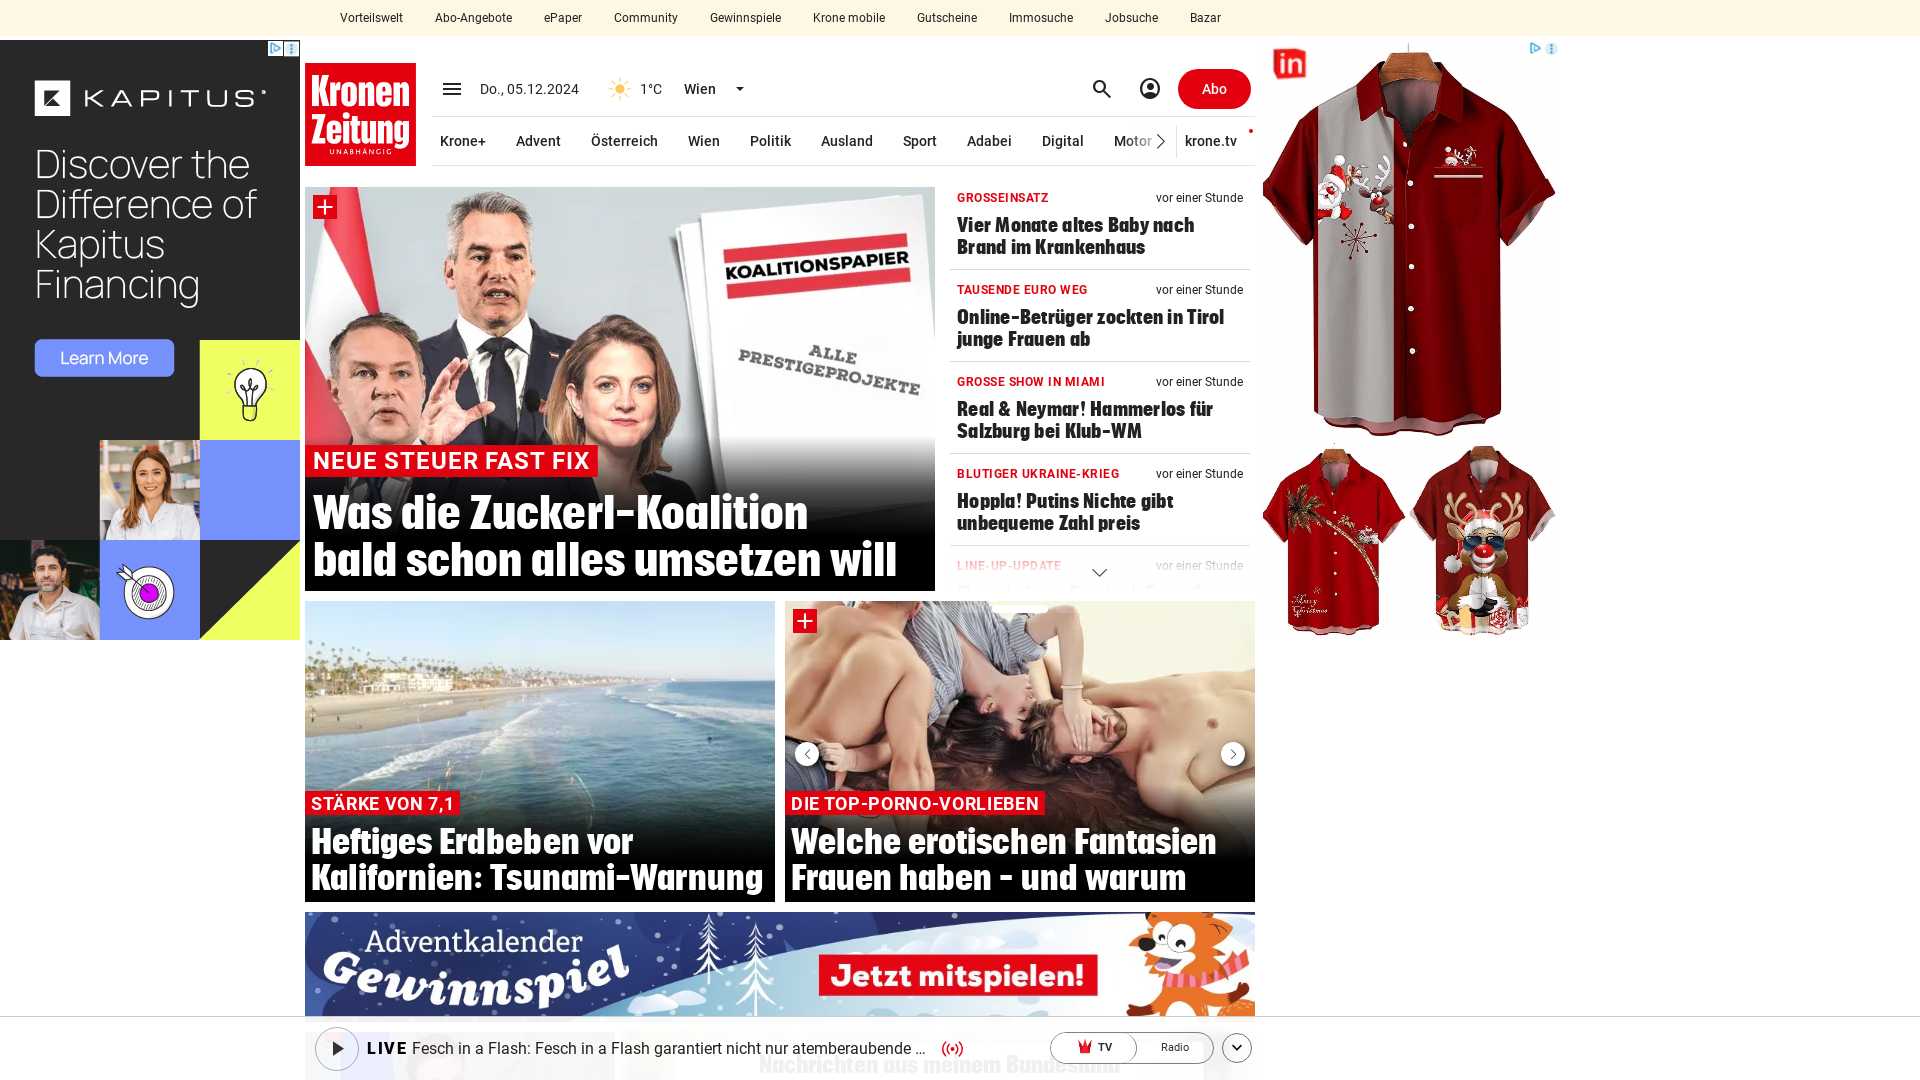 Vorteilswelt Abo-Angebote ePaper Community Gewinnspiele Krone mobile Gutscheine Immosuche Jobsuche Bazar
KAPITUS
Discover the
Difference of
Kapitus
Financing
Learn More
Kronen
Zeitung
UNABHÄNGIG
Do., 05.12.2024 1°C Wien
Abo
Krone+ Advent Österreich Wien Politik Ausland Sport Adabei Digital Motor krone.tv
KOALITIONSPAPIER
ALLE
PRESTIGEPROJEKTE
NEUE STEUER FAST FIX
Was die Zuckerl-Koalition
bald schon alles umsetzen will
GROSSEINSATZ vor einer Stunde
Vier Monate altes Baby nach
Brand im Krankenhaus
TAUSENDE EURO WEG vor einer Stunde
Online-Betrüger zockten in Tirol
junge Frauen ab
GROSSE SHOW IN MIAMI vor einer Stunde
Real & Neymar! Hammerlos für
Salzburg bei Klub-WM
BLUTIGER UKRAINE-KRIEG vor einer Stunde
Hoppla! Putins Nichte gibt
unbequeme Zahl preis
LINE-UP-UPDATE vor einer Stunde
in
Merry
Christmas
STÄRKE VON 7,1
Heftiges Erdbeben vor
Kalifornien: Tsunami-Warnung
DIE TOP-PORNO-VORLIEBEN
Welche erotischen Fantasien
Frauen haben – und warum
Adventkalender
Gewinnspiel
Jetzt mitspielen!
LIVE Fesch in a Flash: Fesch in a Flash garantiert nicht nur atemberaubende ...
TV Radio
Nachrichten aus meinem Bundesland